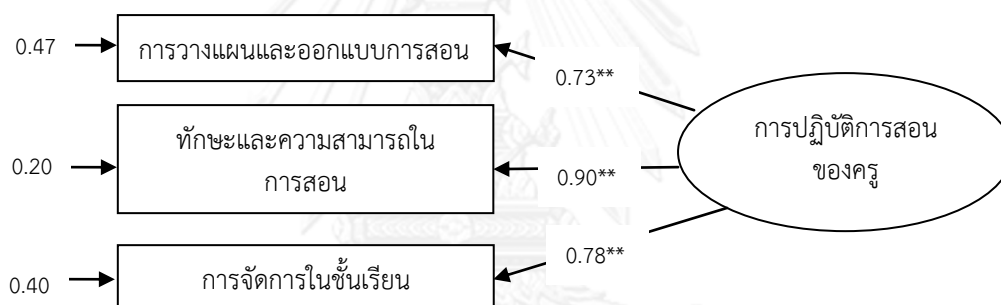 0.47
การวางแผนและออกแบบการสอน
0.73**
การปฏิบัติการสอน
ของครู
0.20
ทักษะและความสามารถใน
การสอน
0.90**
0.40
การจัดการในชั้นเรียน
0.78**